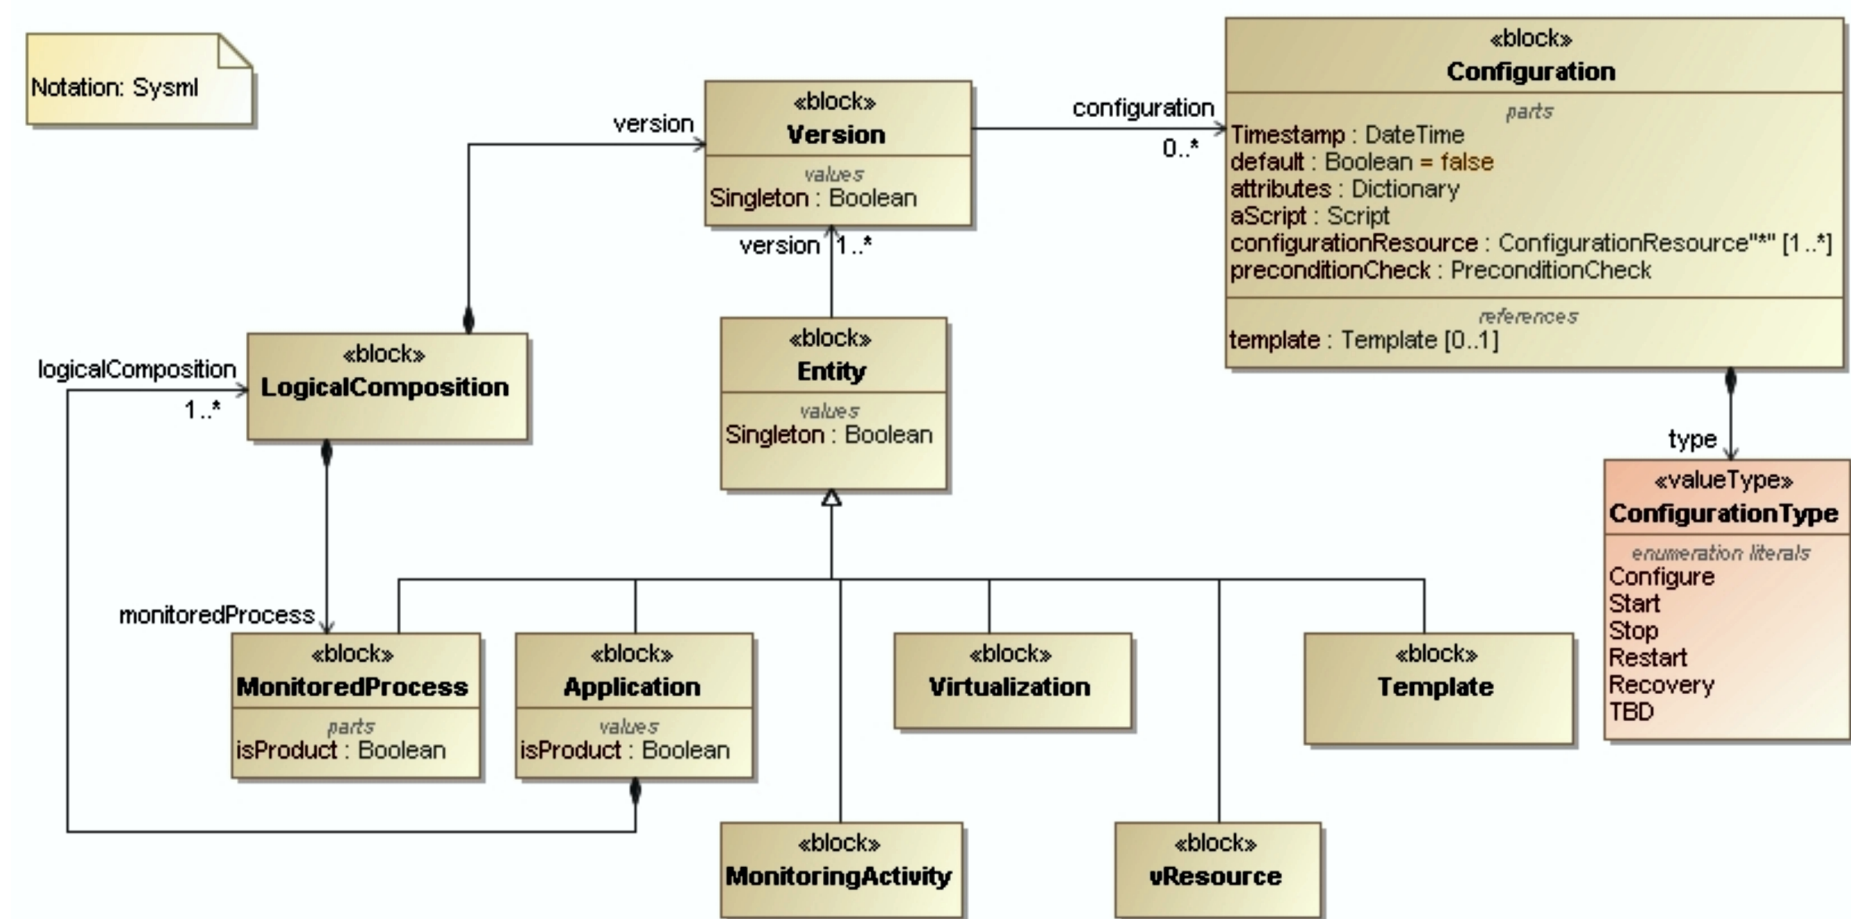 Notation: Sysml
«block»
Configuration
parts
Timestamp : DateTime
default : Boolean = false
attributes : Dictionary
aScript : Script
configurationResource : ConfigurationResource"*" [1..*]
preconditionCheck : PreconditionCheck
references
template : Template [0..1]
«block»
Version
values
Singleton : Boolean
version
configuration
0..*
version 1..*
«block»
Entity
values
Singleton : Boolean
«block»
LogicalComposition
logicalComposition
1..*
type
«valueType»
ConfigurationType
enumeration literals
Configure
Start
Stop
Restart
Recovery
TBD
monitoredProcess
«block»
MonitoredProcess
parts
isProduct : Boolean
«block»
Application
values
isProduct : Boolean
«block»
Virtualization
«block»
Template
«block»
MonitoringActivity
«block»
vResource